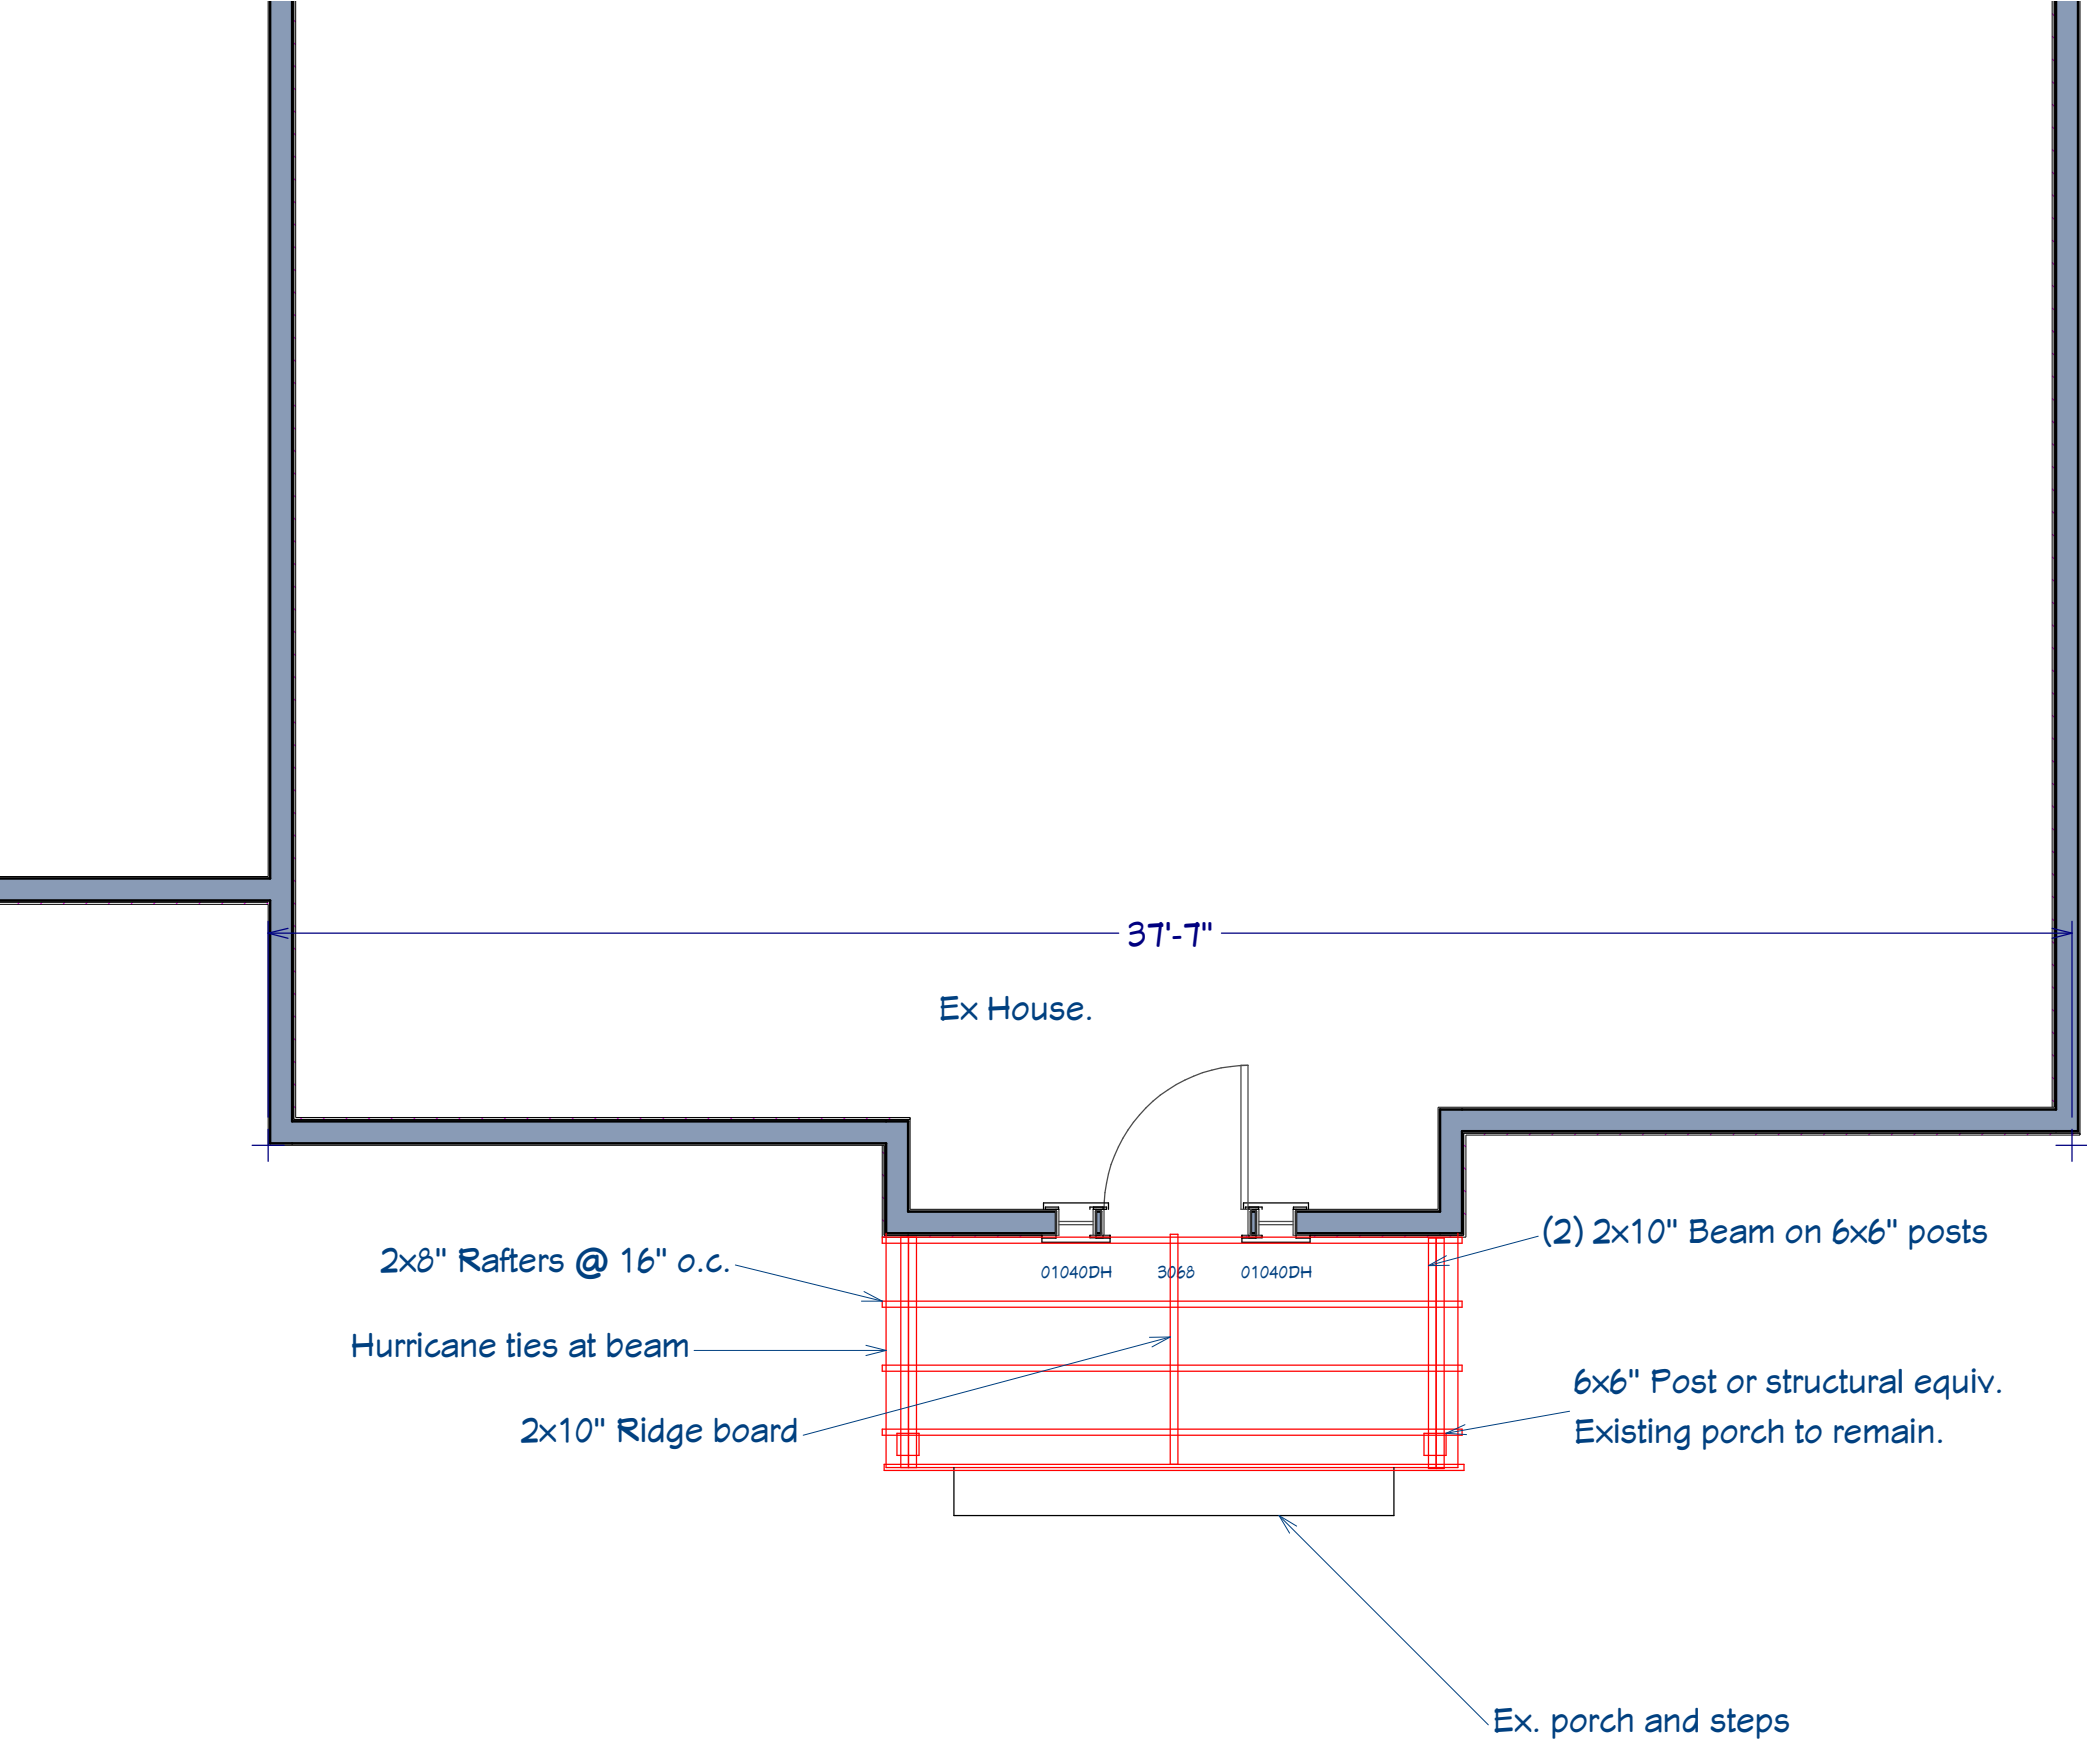 37'-7"
Ex House.
(2) 2x10" Beam on 6x6" posts
2x8" Rafters @ 16" o.c.
01040DH 3068 01040DH
Hurricane ties at beam
6x6" Post or structural equiv.
Existing porch to remain.
2x10" Ridge board
Ex. porch and steps